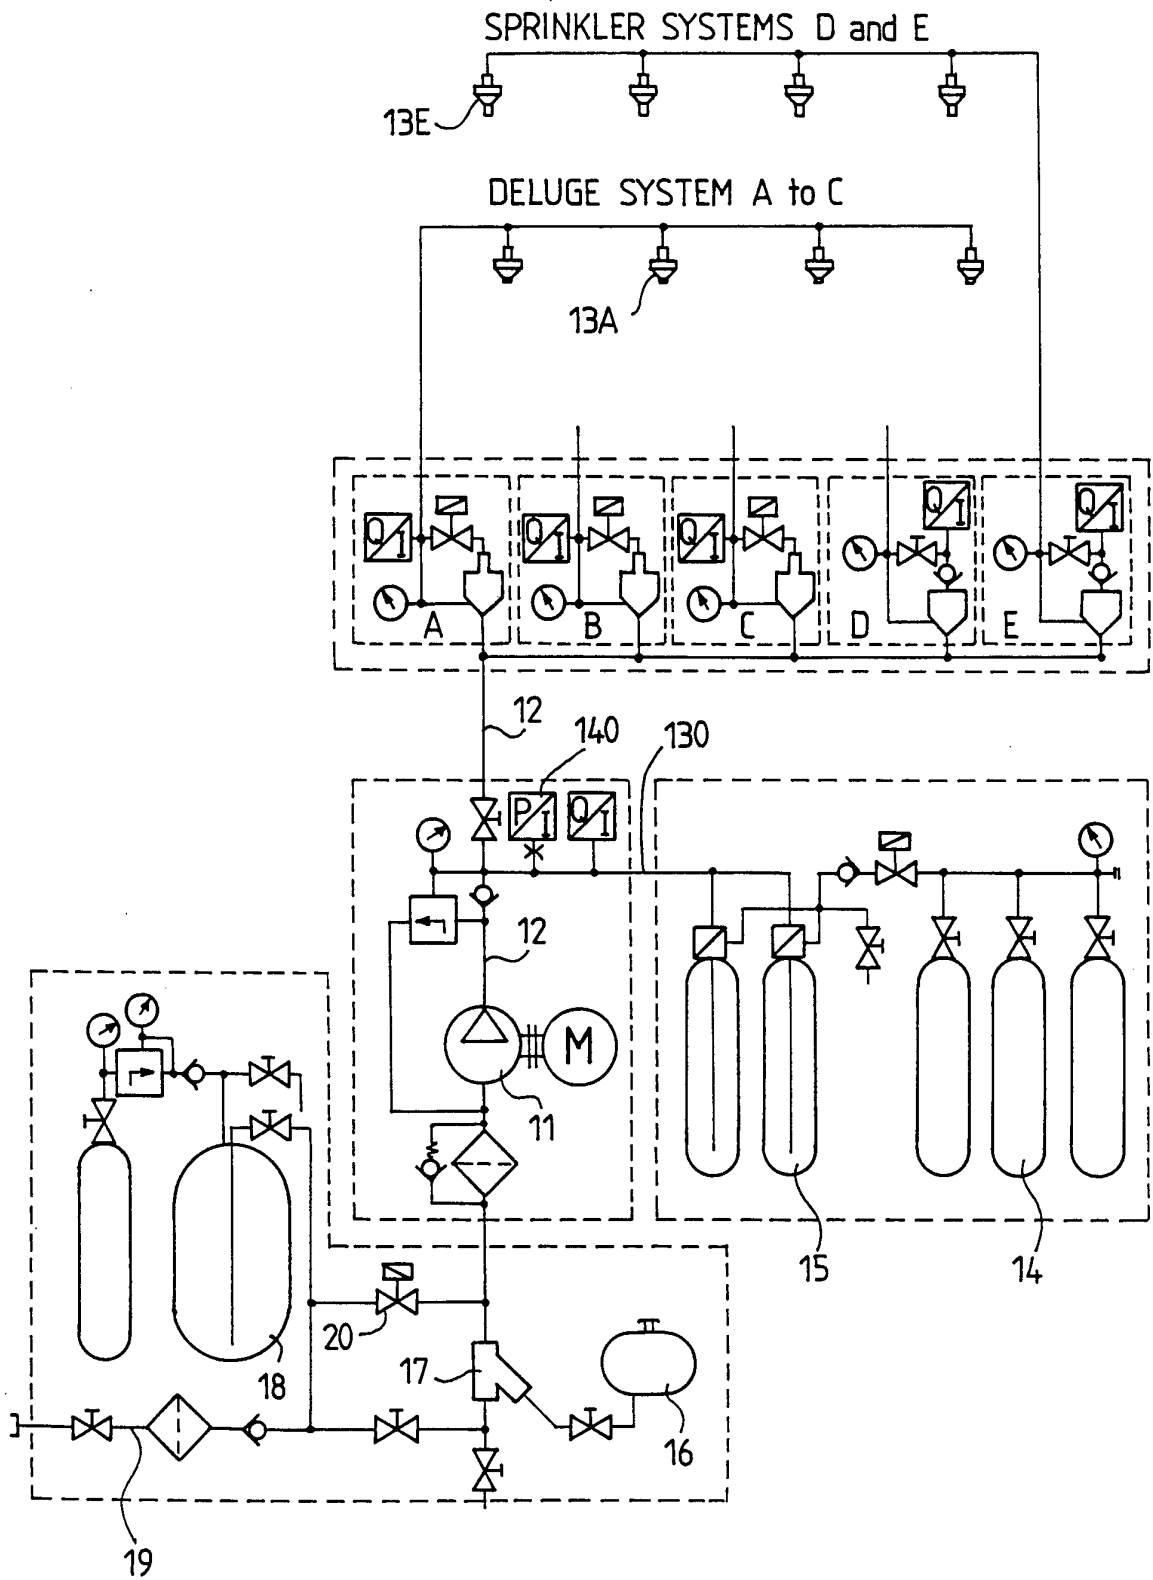 SPRINKLER SYSTEMS D and E
13E
DELUGE SYSTEM A to C
13A
Q I
Q I
Q I
Q I
Q I
A
B
C
D
E
12
140
130
P I
Q I
12
M
11
15
14
20
17
18
16
19